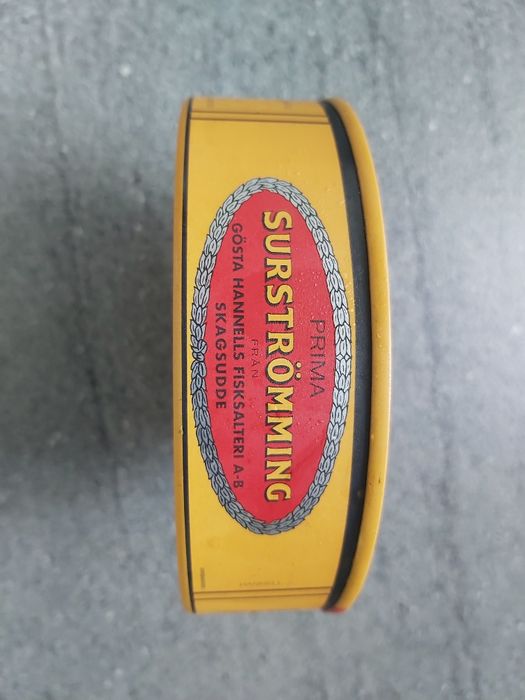 PRIMA
SURSTRÖMMING
FRÅN
GÖSTA HANNELLS FISKSALTERI A-B
SKAGSUDDE